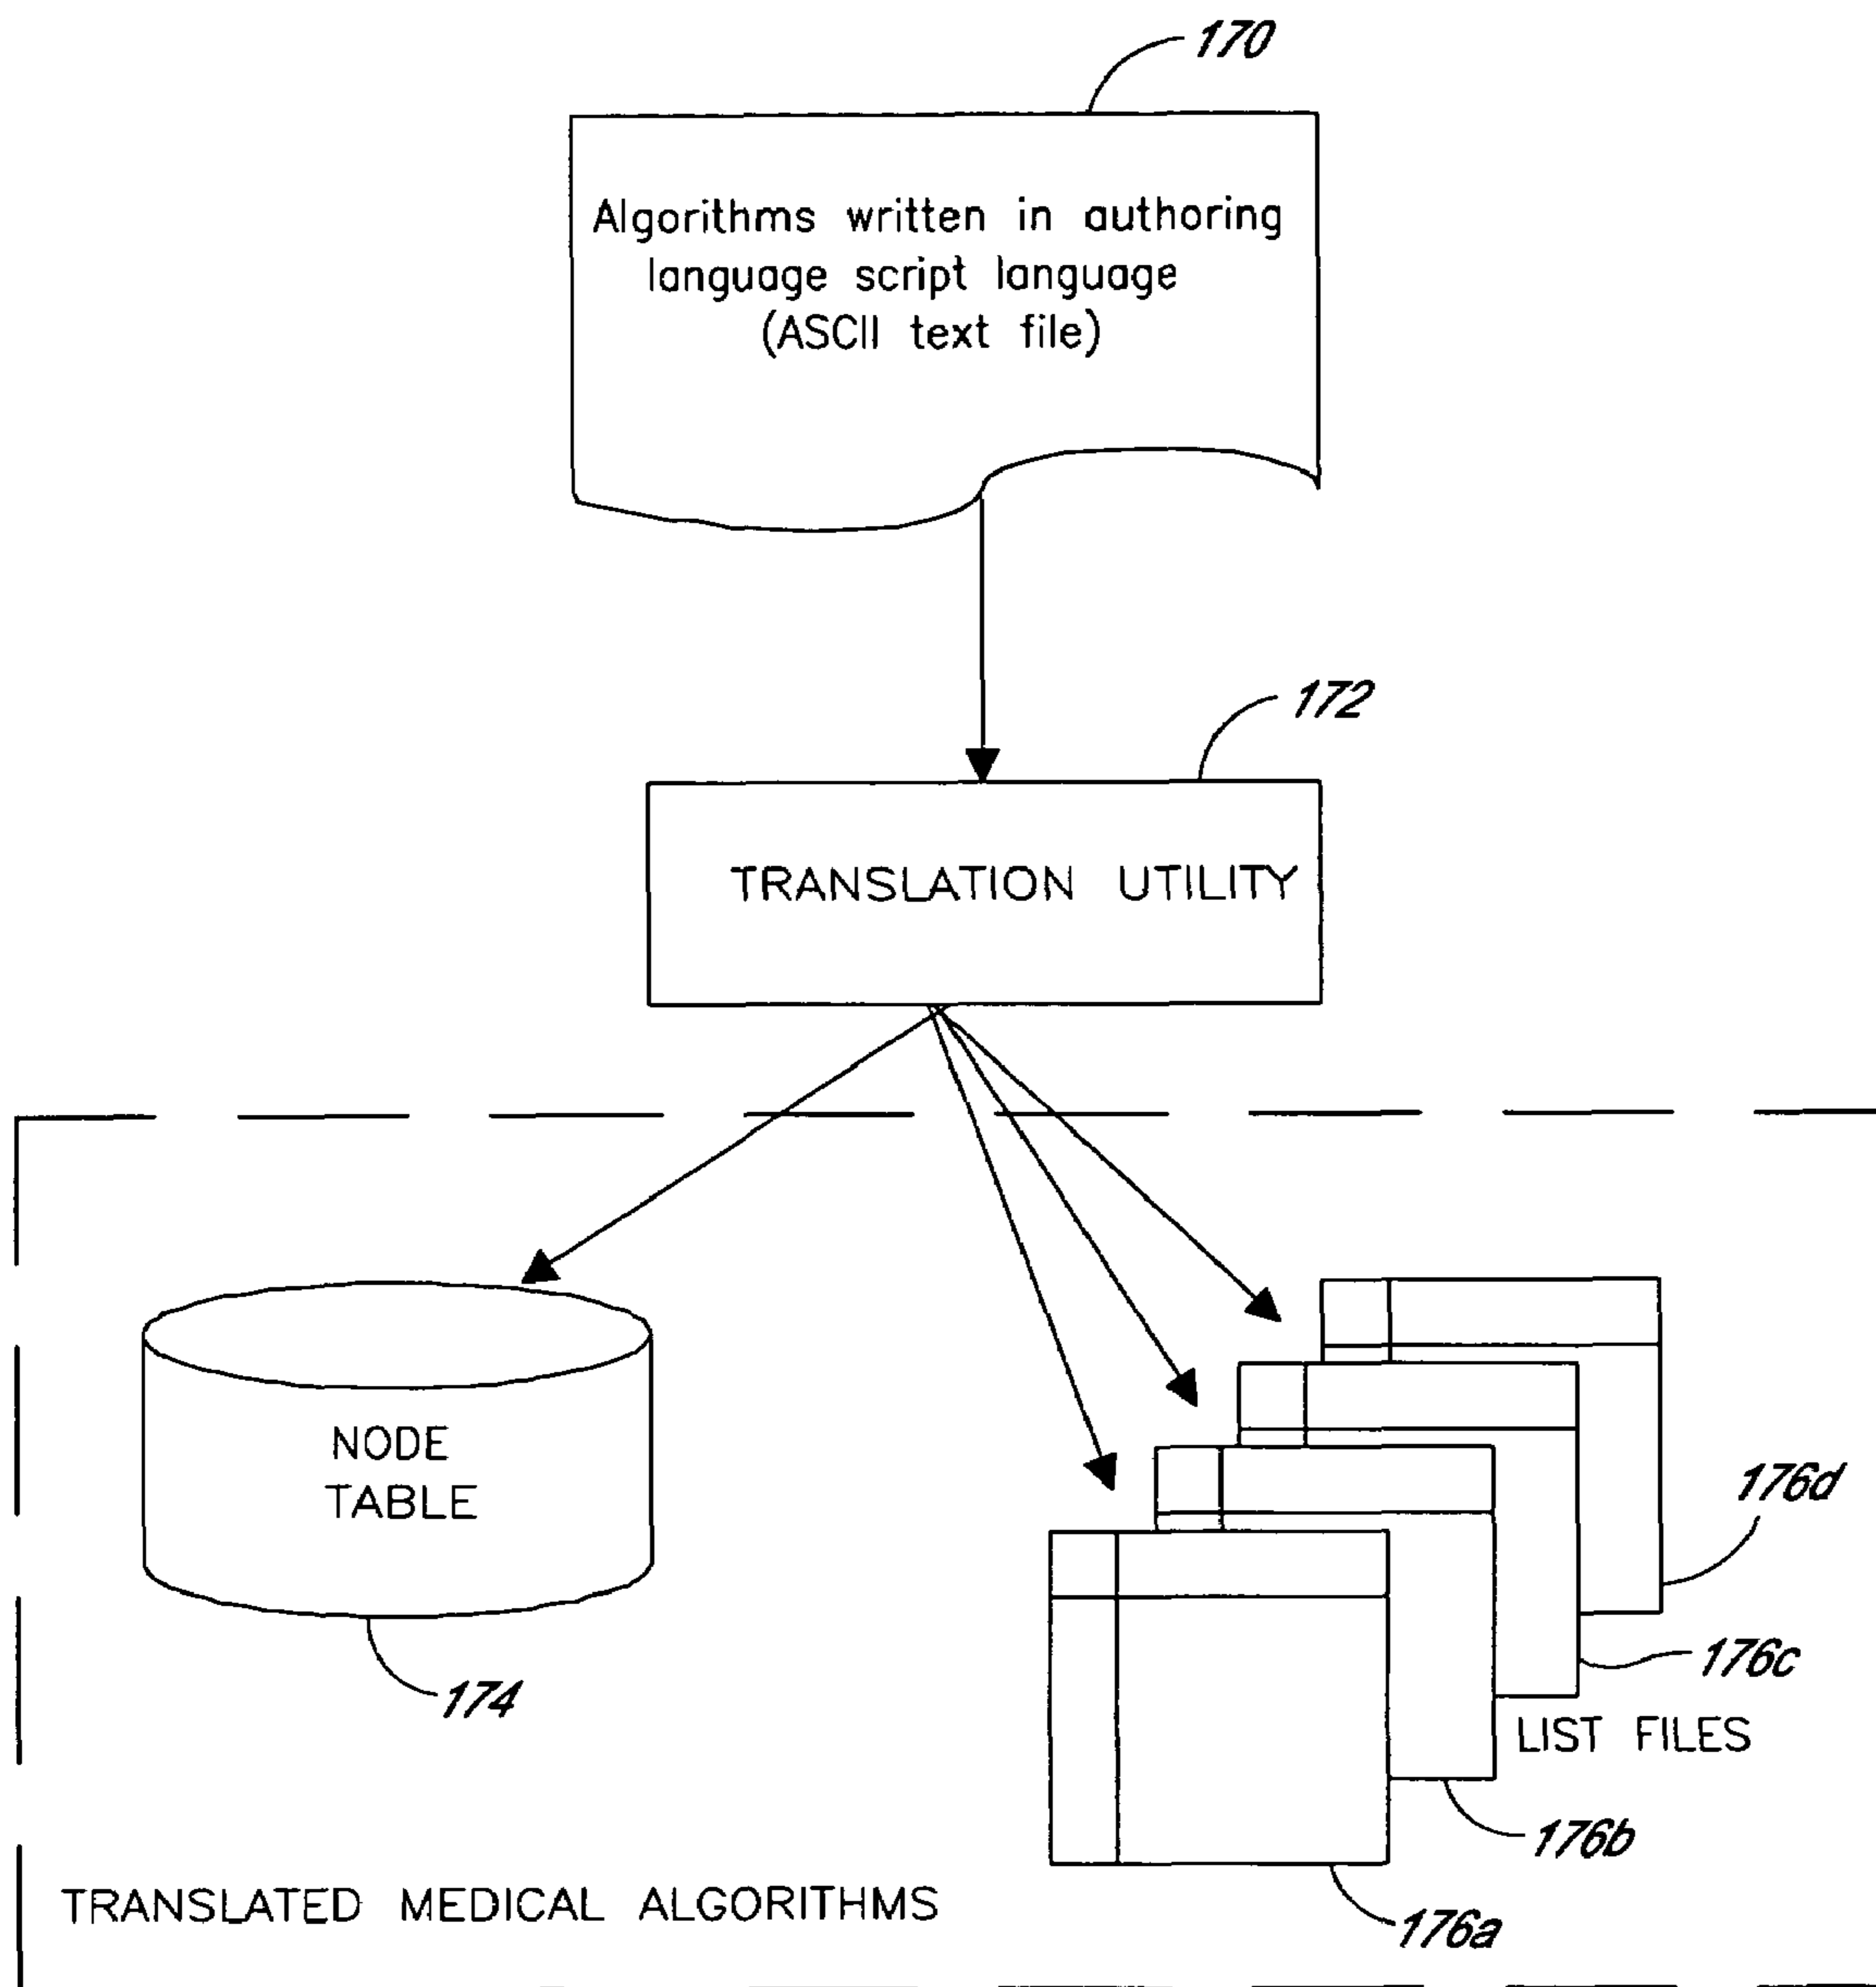 170
Algorithms written in authoring
language script language
(ASCII text file)
172
TRANSLATION UTILITY
NODE
TABLE
174
176d
176c
LIST FILES
176b
176a
TRANSLATED MEDICAL ALGORITHMS